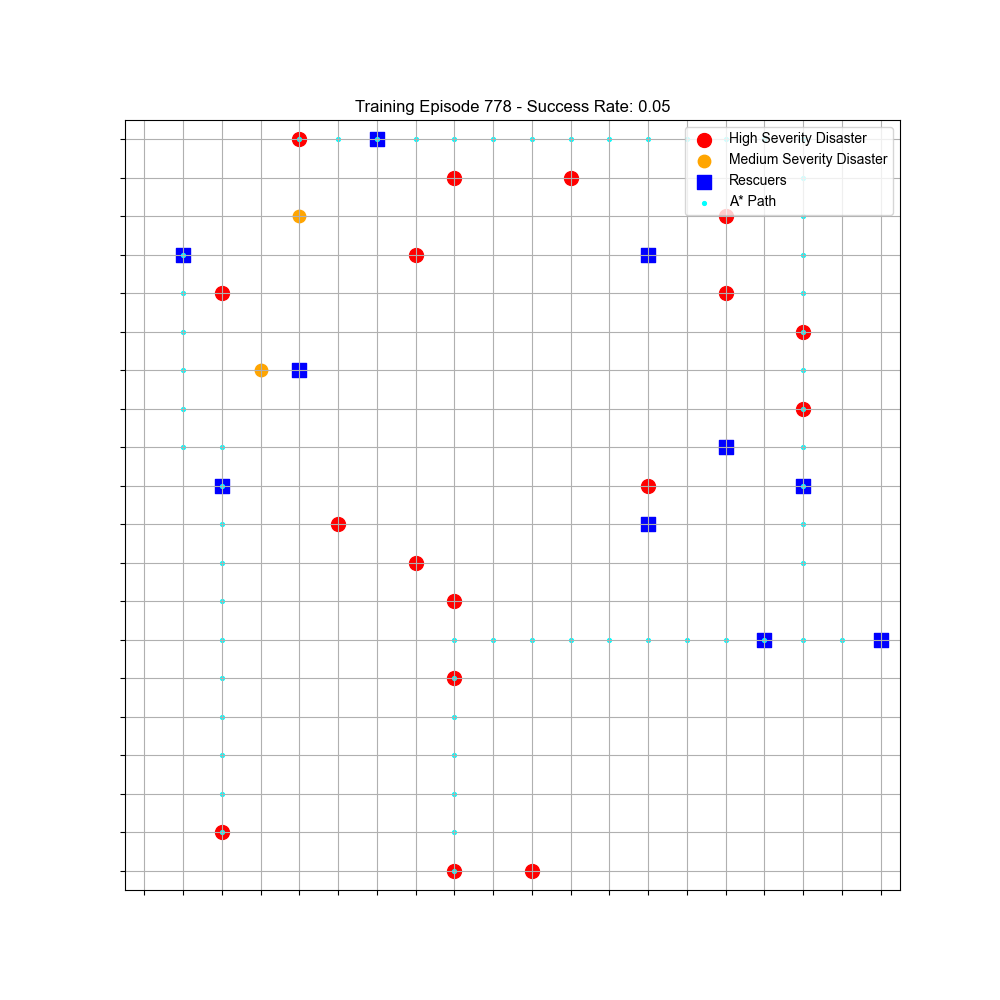 Training Episode 778 - Success Rate: 0.05
High Severity Disaster
Medium Severity Disaster
Rescuers
A* Path